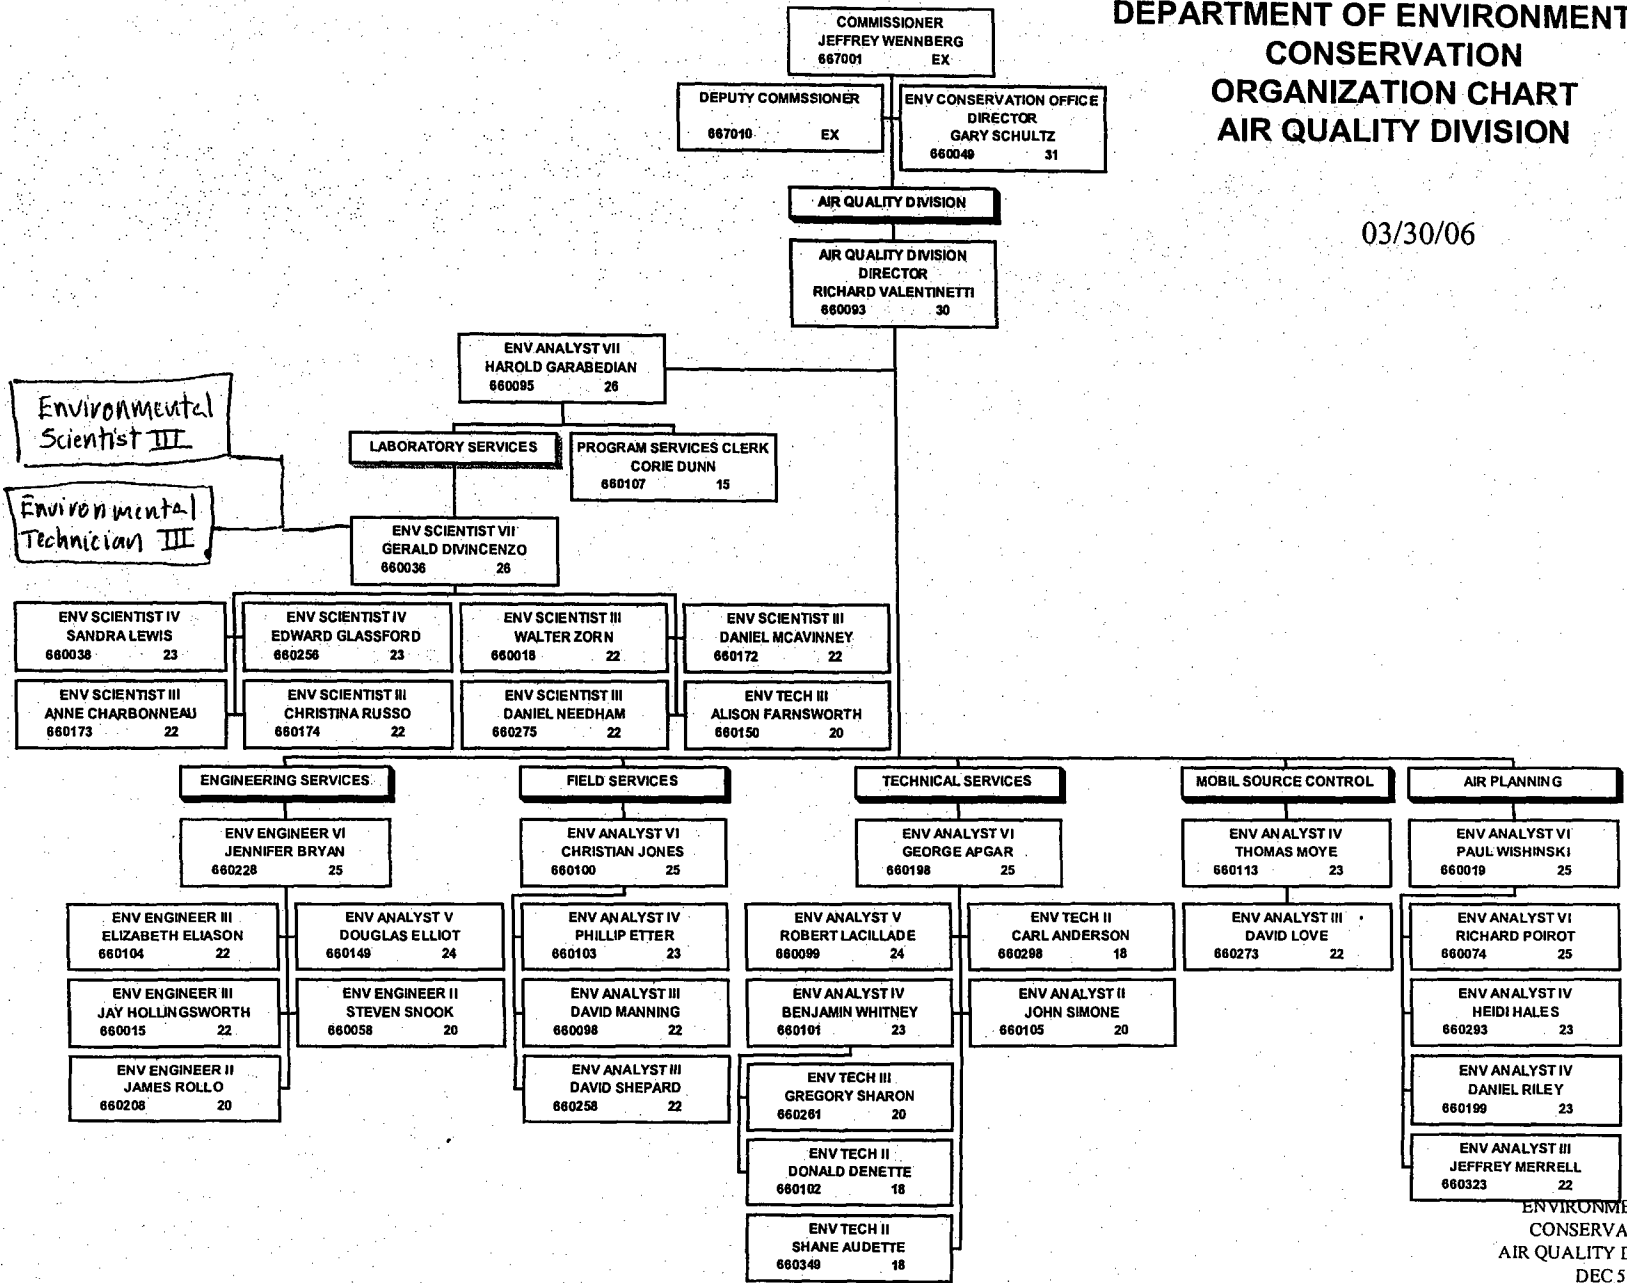 DEPARTMENT OF ENVIRONMENT
CONSERVATION
ORGANIZATION CHART
AIR QUALITY DIVISION
03/30/06
COMMISSIONER
JEFFREY WENNBERG
667001 EX
DEPUTY COMMSSIONER
667010 EX
ENV CONSERVATION OFFICE
DIRECTOR
GARY SCHULTZ
660049 31
AIR QUALITY DIVISION
AIR QUALITY DIVISION
DIRECTOR
RICHARD VALENTINETTI
660093 30
ENV ANALYST VII
HAROLD GARABEDIAN
660095 26
Environmental
Scientist III
LABORATORY SERVICES
PROGRAM SERVICES CLERK
CORIE DUNN
660107 15
Environmental
Technician III
ENV SCIENTIST VII
GERALD DIVINCENZO
660036 26
ENV SCIENTIST IV
SANDRA LEWIS
660038 23
ENV SCIENTIST IV
EDWARD GLASSFORD
660256 23
ENV SCIENTIST III
WALTER ZORN
660018 22
ENV SCIENTIST III
DANIEL MCAVINNEY
660172 22
ENV SCIENTIST III
ANNE CHARBONNEAU
660173 22
ENV SCIENTIST III
CHRISTINA RUSSO
660174 22
ENV SCIENTIST III
DANIEL NEEDHAM
660275 22
ENV TECH III
ALISON FARNSWORTH
660150 20
ENGINEERING SERVICES
FIELD SERVICES
TECHNICAL SERVICES
MOBIL SOURCE CONTROL
AIR PLANNING
ENV ENGINEER VI
JENNIFER BRYAN
660228 25
ENV ANALYST VI
CHRISTIAN JONES
660100 25
ENV ANALYST VI
GEORGE APGAR
660198 25
ENV ANALYST IV
THOMAS MOYE
660113 23
ENV ANALYST VI
PAUL WISHINSKI
660019 25
ENV ENGINEER III
ELIZABETH ELIASON
660104 22
ENV ANALYST V
DOUGLAS ELLIOT
660149 24
ENV ANALYST IV
PHILLIP ETTER
660103 23
ENV ANALYST V
ROBERT LACILLADE
660099 24
ENV TECH II
CARL ANDERSON
660298 18
ENV ANALYST III
DAVID LOVE
660273 22
ENV ANALYST VI
RICHARD POIROT
660074 25
ENV ENGINEER III
JAY HOLLINGSWORTH
660015 22
ENV ENGINEER II
STEVEN SNOOK
660058 20
ENV ANALYST III
DAVID MANNING
660098 22
ENV ANALYST IV
BENJAMIN WHITNEY
660101 23
ENV ANALYST II
JOHN SIMONE
660105 20
ENV ANALYST IV
HEIDI HALES
660293 23
ENV ENGINEER II
JAMES ROLLO
660208 20
ENV ANALYST III
DAVID SHEPARD
660258 22
ENV TECH III
GREGORY SHARON
660261 20
ENV ANALYST IV
DANIEL RILEY
660199 23
ENV TECH II
DONALD DENETTE
660102 18
ENV ANALYST III
JEFFREY MERRELL
660323 22
ENV TECH II
SHANE AUDETTE
660349 18
ENVIRONME
CONSERVA
AIR QUALITY D
DEC 5